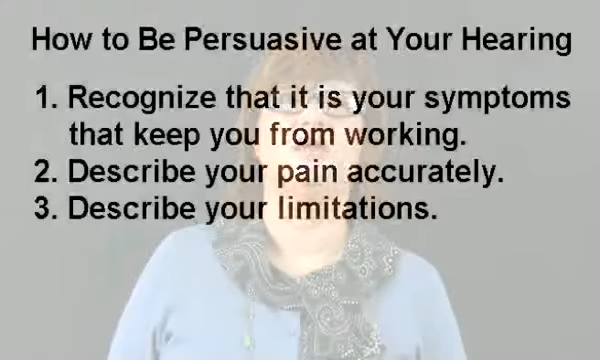 How to Be Persuasive at Your Hearing
1. Recognize that it is your symptoms
that keep you from working.
2. Describe your pain accurately.
3. Describe your limitations.